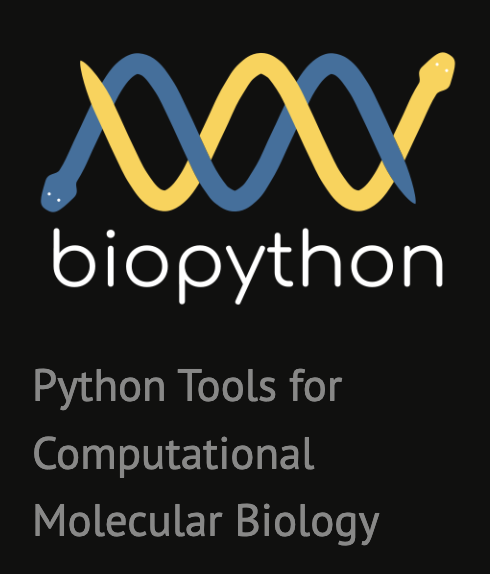 biopython
Python Tools for
Computational
Molecular Biology